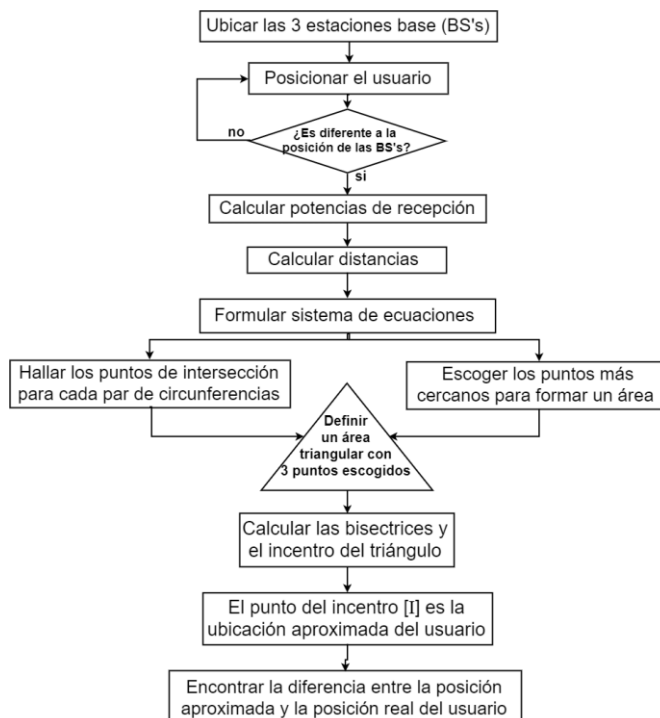 Ubicar las 3 estaciones base (BS's)
Posicionar el usuario
¿Es diferente a la
posición de las BS's?
no
si
Calcular potencias de recepción
Calcular distancias
Formular sistema de ecuaciones
Hallar los puntos de intersección
para cada par de circunferencias
Escoger los puntos más
cercanos para formar un área
Definir
un área
triangular con
3 puntos escogidos
Calcular las bisectrices y
el incentro del triángulo
El punto del incentro [I] es la
ubicación aproximada del usuario
Encontrar la diferencia entre la posición
aproximada y la posición real del usuario